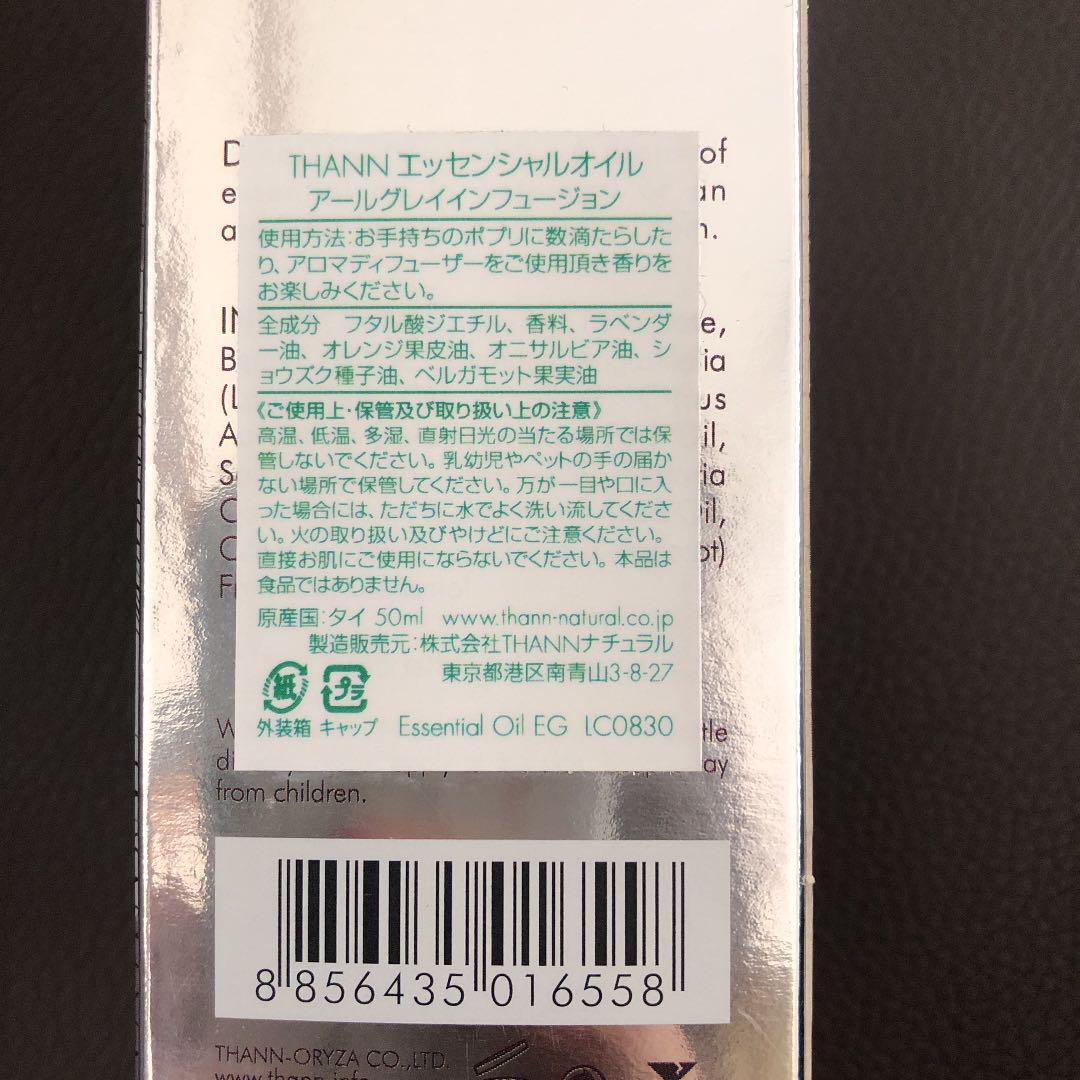 THANN エッセンシャルオイル
アールグレイインフュージョン
使用方法:お手持ちのポプリに数滴たらした
り、アロマディフューザーをご使用頂き香りを
お楽しみください。
全成分 フタル酸ジエチル、香料、ラベンダ
ー油、オレンジ果皮油、オニサルビア油、シ
ョウズク種子油、ベルガモット果実油
《ご使用上・保管及び取り扱い上の注意》
高温、低温、多湿、直射日光の当たる場所では保
管しないでください。乳幼児やペットの手の届か
ない場所で保管してください。万が一目や口に入
った場合には、ただちに水でよく洗い流してくださ
い。火の取り扱い及びやけどにご注意ください。
直接お肌にご使用にならないでください。本品は
食品ではありません。
原産国:タイ 50ml www.thann-natural.co.jp
製造販売元:株式会社THANNナチュラル
東京都港区南青山3-8-27
紙 プラ
外装箱 キャップ Essential Oil EG LC0830
of
from children.
8 856435 016558
THANN-ORYZA CO.,LTD.
www.thann.info